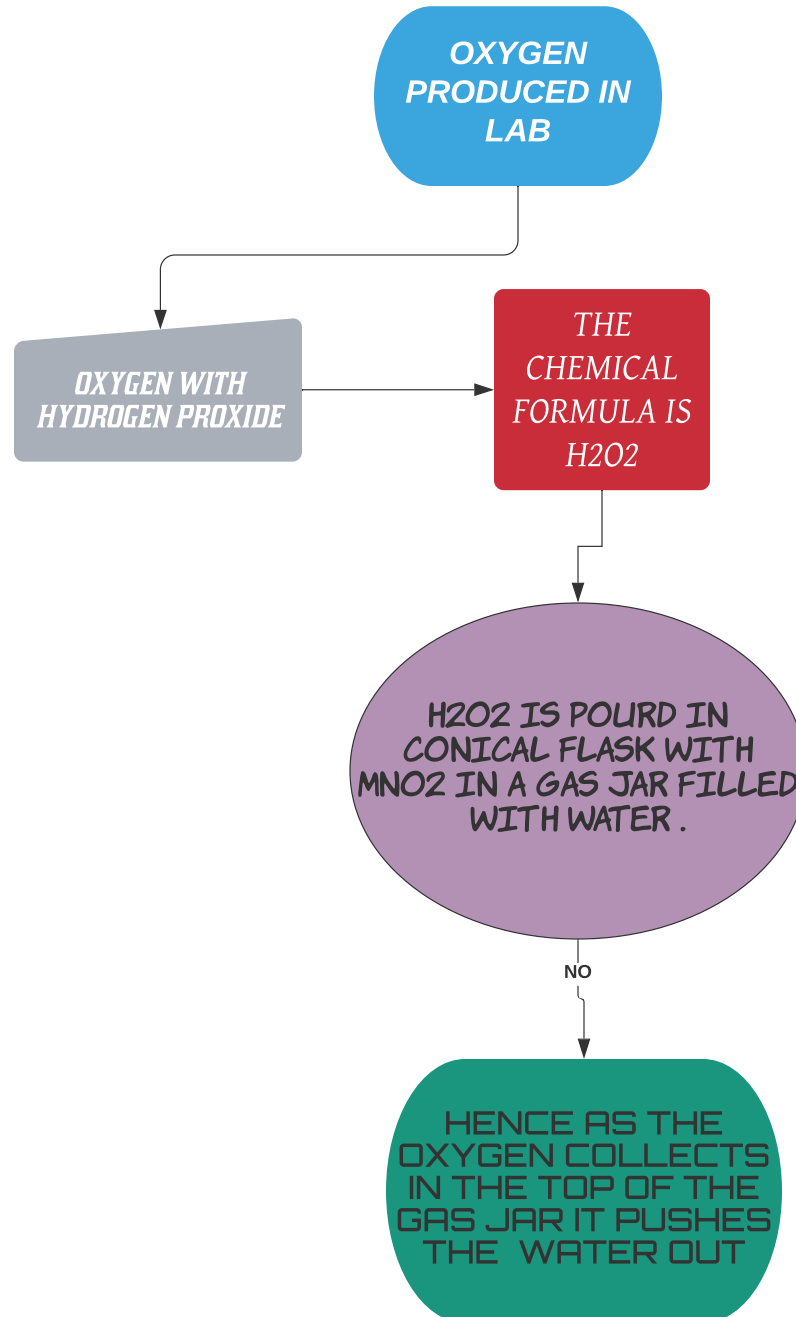 OXYGEN
PRODUCED IN
LAB
OXYGEN WITH
HYDROGEN PROXIDE
THE
CHEMICAL
FORMULA IS
H2O2
H2O2 IS POURD IN
CONICAL FLASK WITH
MNO2 IN A GAS JAR FILLED
WITH WATER .
NO
HENCE AS THE
OXYGEN COLLECTS
IN THE TOP OF THE
GAS JAR IT PUSHES
THE  WATER OUT